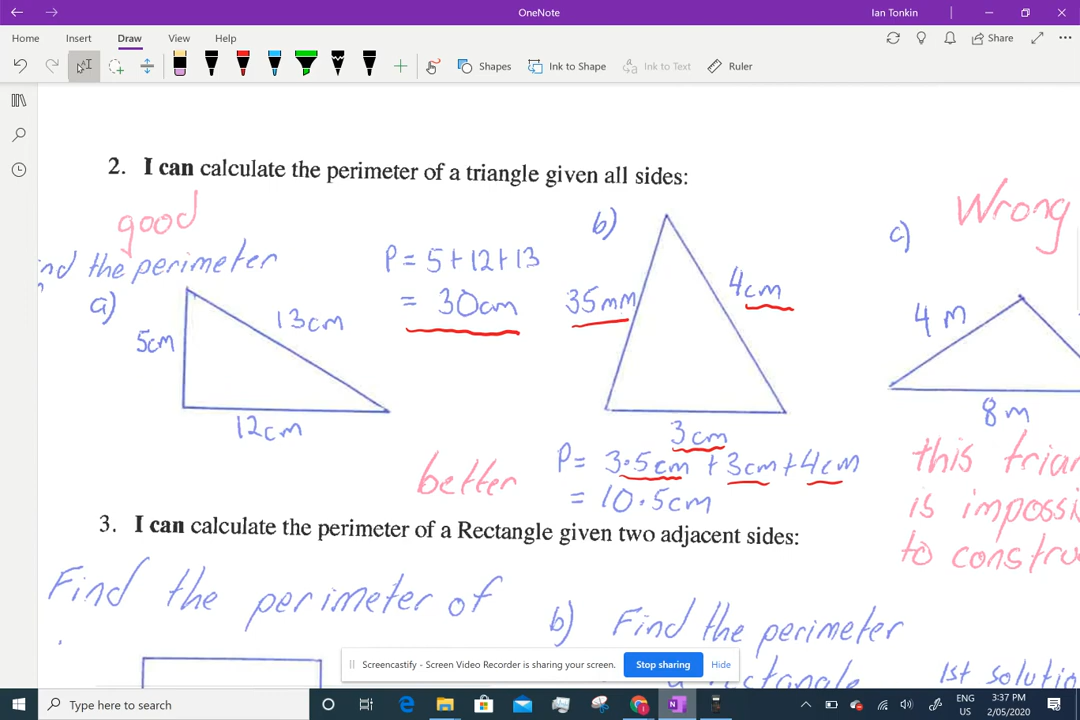 OneNote
Ian Tonkin
Home Insert Draw View Help
Share
Shapes
Ink to Shape
Ink to Text
Ruler
2. I can calculate the perimeter of a triangle given all sides:
good
nd the perimeter
a)
5cm
13cm
12cm
P = 5+12+13
= 30cm
b)
35mm
4cm
3cm
better
P = 3.5cm + 3cm + 4cm
= 10.5cm
Wrong
c)
4 m
8 m
this trian
is impossi
to constru
3. I can calculate the perimeter of a Rectangle given two adjacent sides:
Find the perimeter of
b) Find the perimeter
a rectangle
1st solutio
Screencastify - Screen Video Recorder is sharing your screen.
Stop sharing
Hide
Type here to search
ENG
US
3:37 PM
2/05/2020